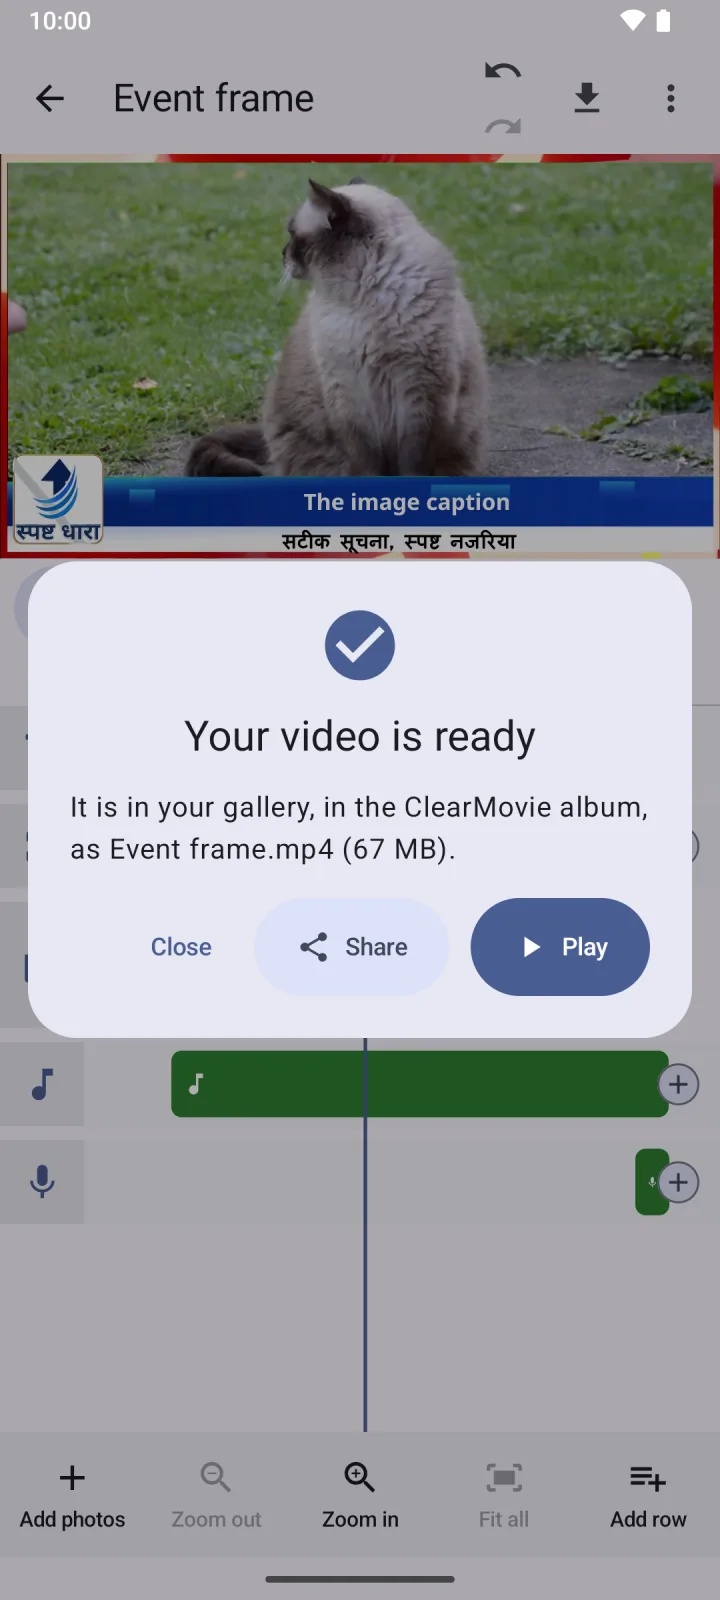 10:00
Event frame
The image caption
स्पष्ट धारा
सटीक सूचना, स्पष्ट नजरिया
Your video is ready
It is in your gallery, in the ClearMovie album,
as Event frame.mp4 (67 MB).
Close
Share
Play
Add photos
Zoom out
Zoom in
Fit all
Add row